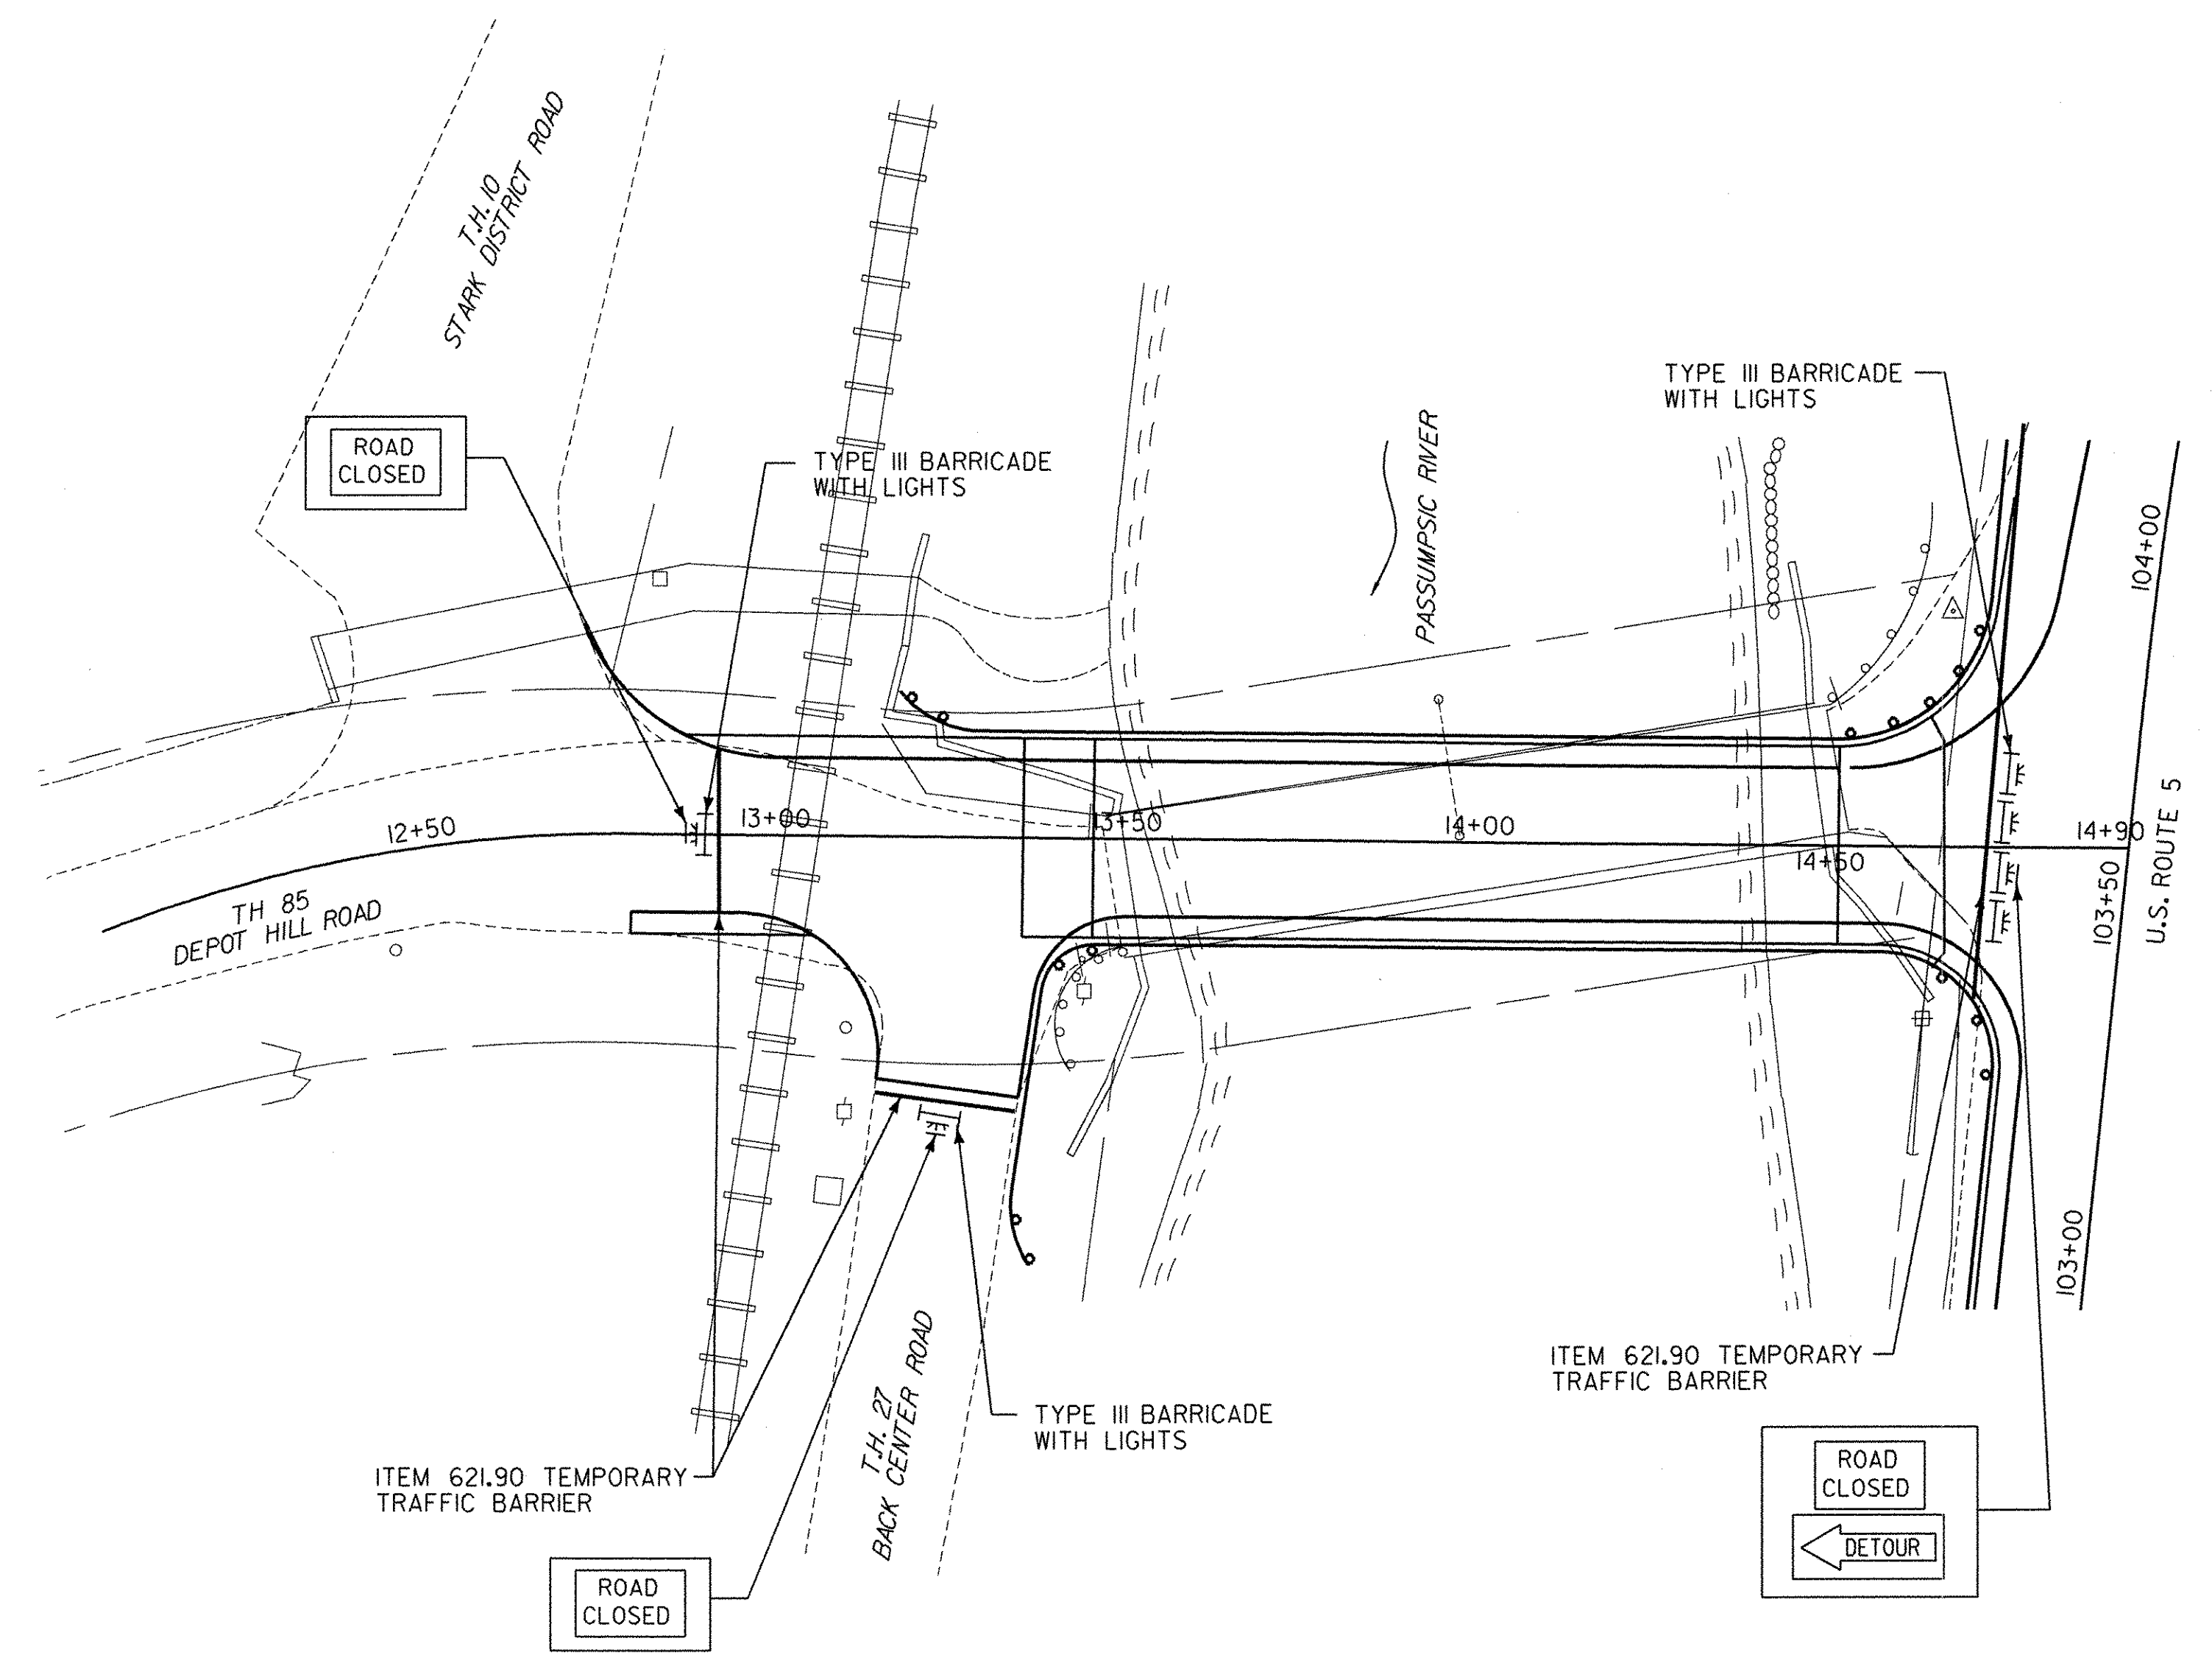 T.H. 10
STARK DISTRICT ROAD
ROAD
CLOSED
TYPE III BARRICADE
WITH LIGHTS
PASSUMPSIC RIVER
TYPE III BARRICADE
WITH LIGHTS
104+00
12+50
13+00
13+50
14+00
14+50
14+90
103+50
U.S. ROUTE 5
103+00
TH 85
DEPOT HILL ROAD
ITEM 621.90 TEMPORARY
TRAFFIC BARRIER
T.H. 27
BACK CENTER ROAD
TYPE III BARRICADE
WITH LIGHTS
ITEM 621.90 TEMPORARY
TRAFFIC BARRIER
ROAD
CLOSED
ROAD
CLOSED
DETOUR